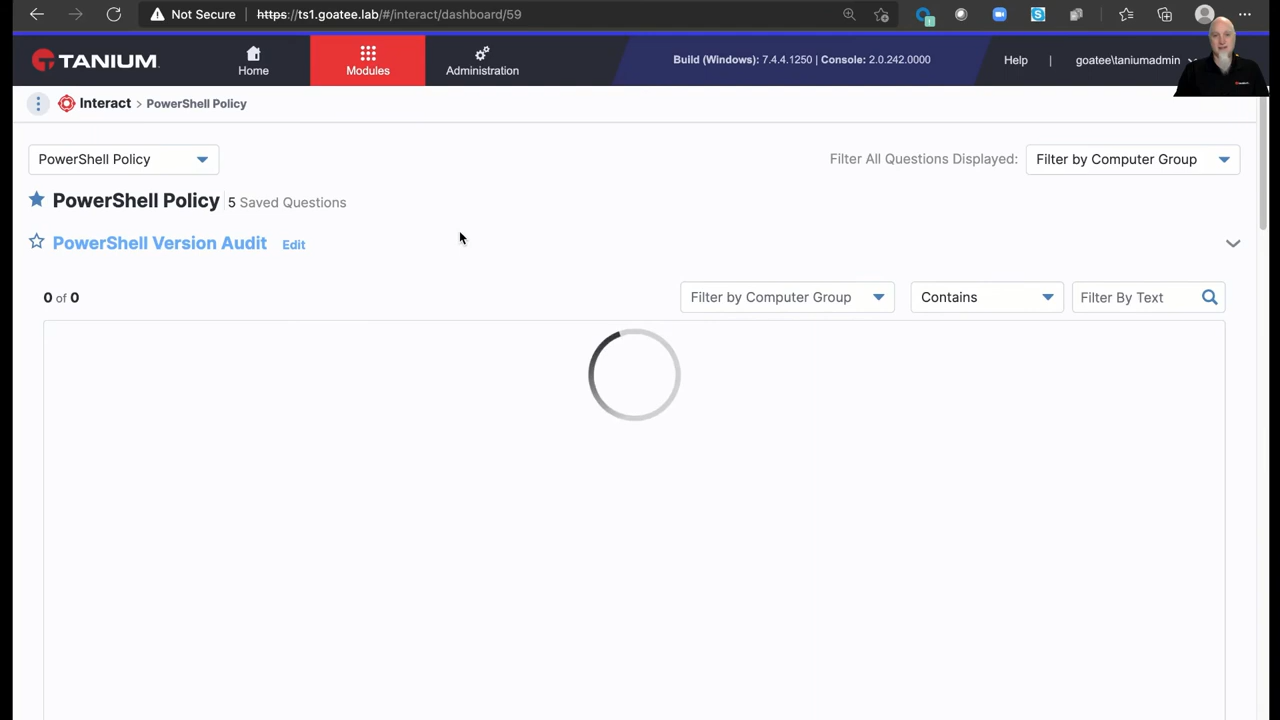 Not Secure | https://ts1.goatee.lab/#/interact/dashboard/59
TANIUM
Home
Modules
Administration
Build (Windows): 7.4.4.1250 | Console: 2.0.242.0000
Help | goatee\taniumadmin
Interact > PowerShell Policy
PowerShell Policy
Filter All Questions Displayed: Filter by Computer Group
PowerShell Policy 5 Saved Questions
PowerShell Version Audit Edit
0 of 0
Filter by Computer Group
Contains
Filter By Text